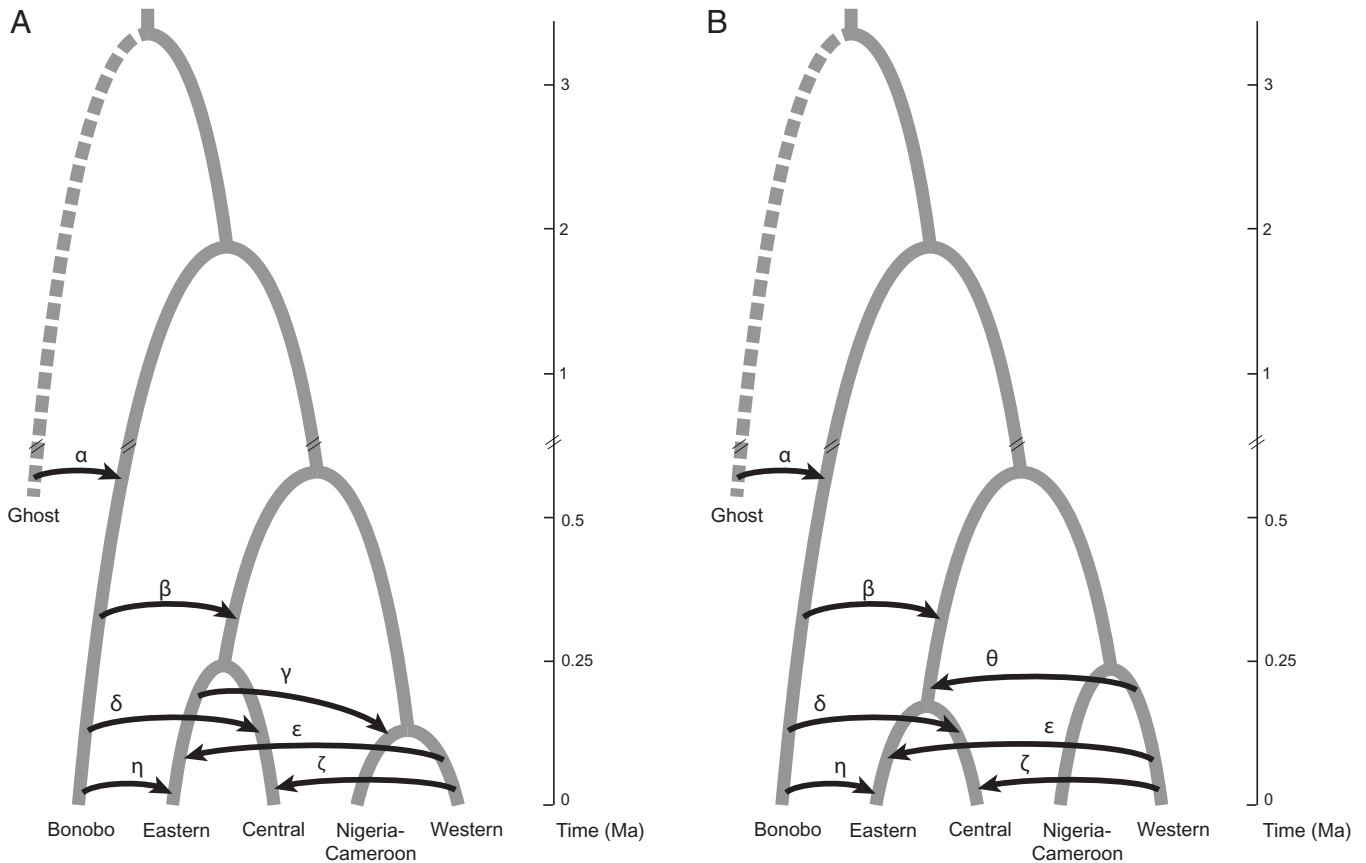 A
3
2
1
α
Ghost
0.5
β
0.25
γ
δ
ε
η
ζ
0
Bonobo
Eastern
Central
Nigeria-
Cameroon
Western
Time (Ma)
B
3
2
1
α
Ghost
0.5
β
0.25
θ
δ
ε
η
ζ
0
Bonobo
Eastern
Central
Nigeria-
Cameroon
Western
Time (Ma)